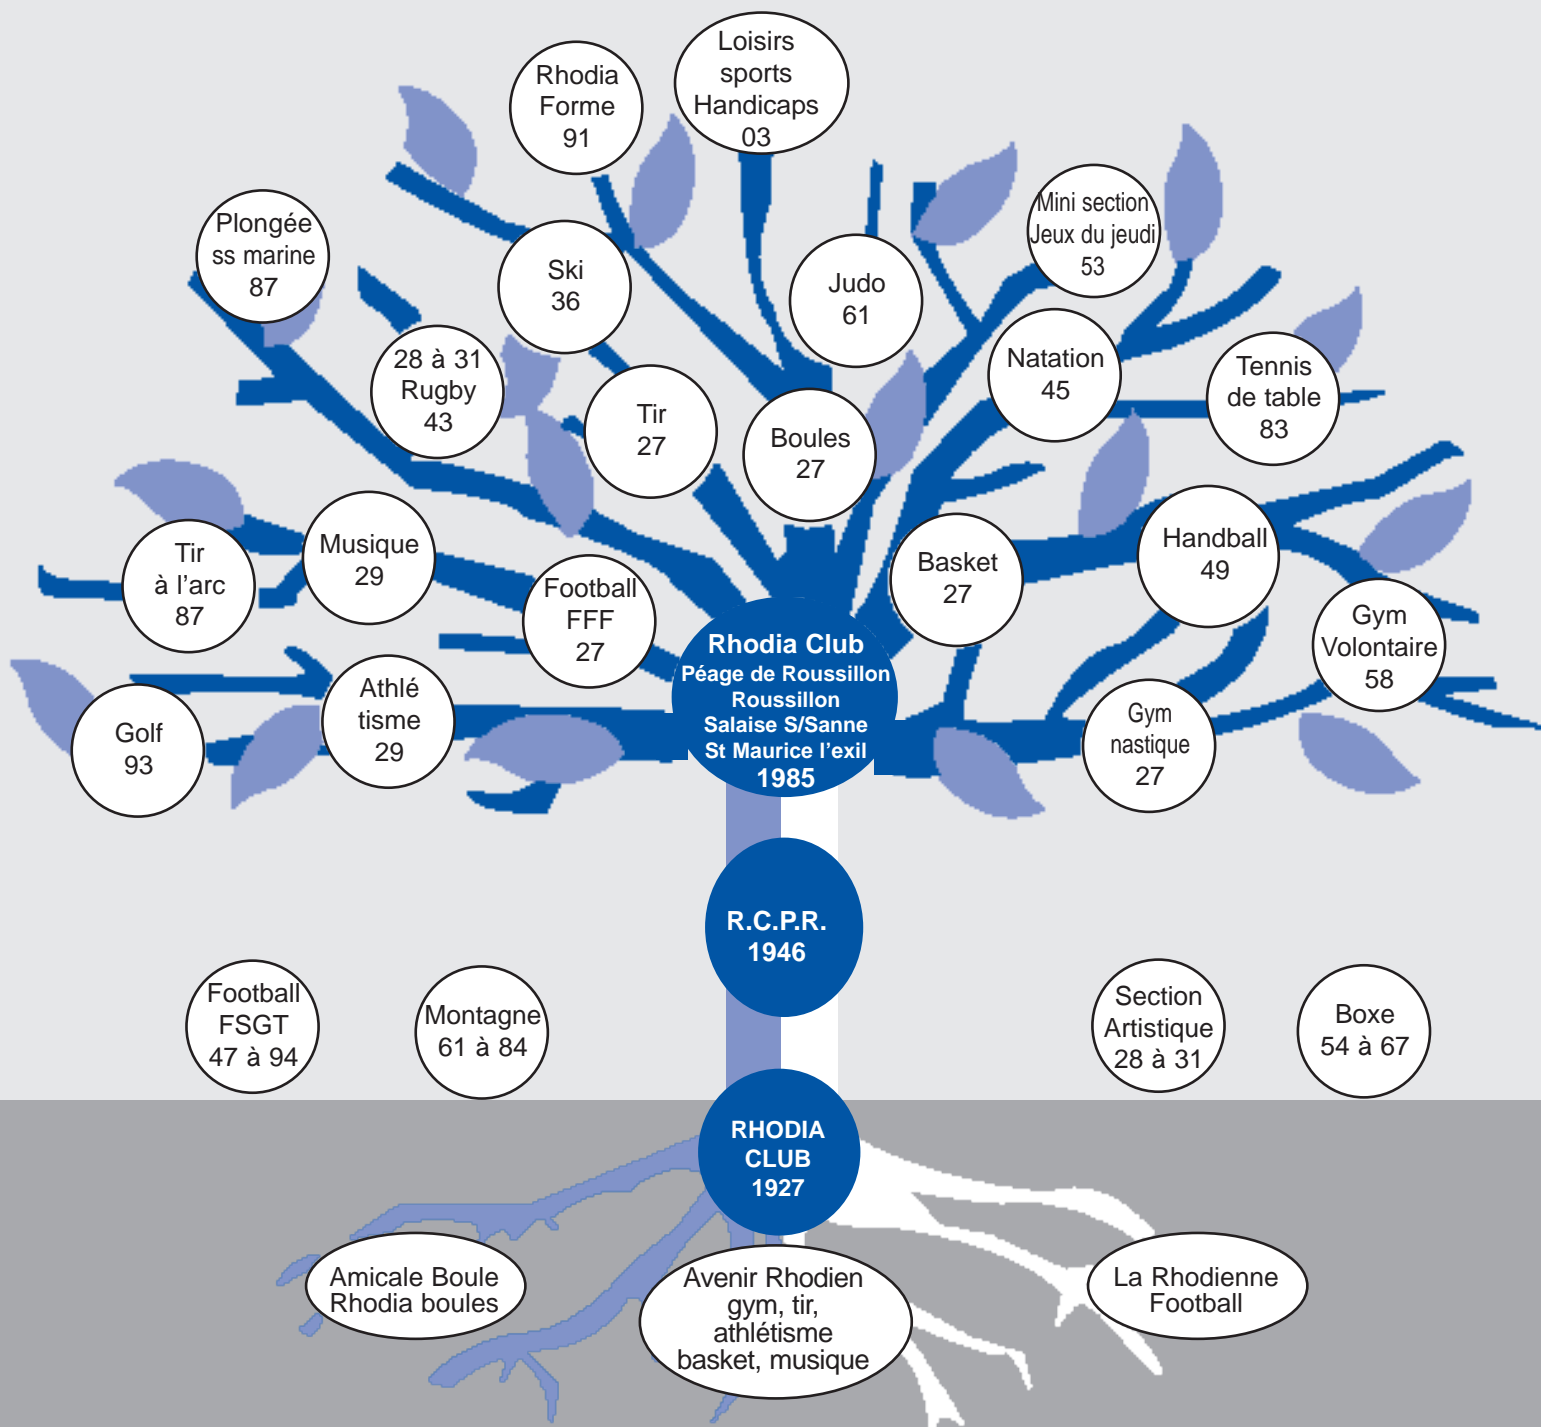 Loisirs
sports
Handicaps
03
Rhodia
Forme
91
Plongée
ss marine
87
Ski
36
Judo
61
Mini section
Jeux du jeudi
53
28 à 31
Rugby
43
Tir
27
Boules
27
Natation
45
Tennis
de table
83
Tir
à l’arc
87
Musique
29
Football
FFF
27
Basket
27
Handball
49
Gym
Volontaire
58
Golf
93
Athlé
tisme
29
Rhodia Club
Péage de Roussillon
Roussillon
Salaise S/Sanne
St Maurice l’exil
1985
Gym
nastique
27
R.C.P.R.
1946
Football
FSGT
47 à 94
Montagne
61 à 84
Section
Artistique
28 à 31
Boxe
54 à 67
RHODIA
CLUB
1927
Amicale Boule
Rhodia boules
Avenir Rhodien
gym, tir,
athlétisme
basket, musique
La Rhodienne
Football